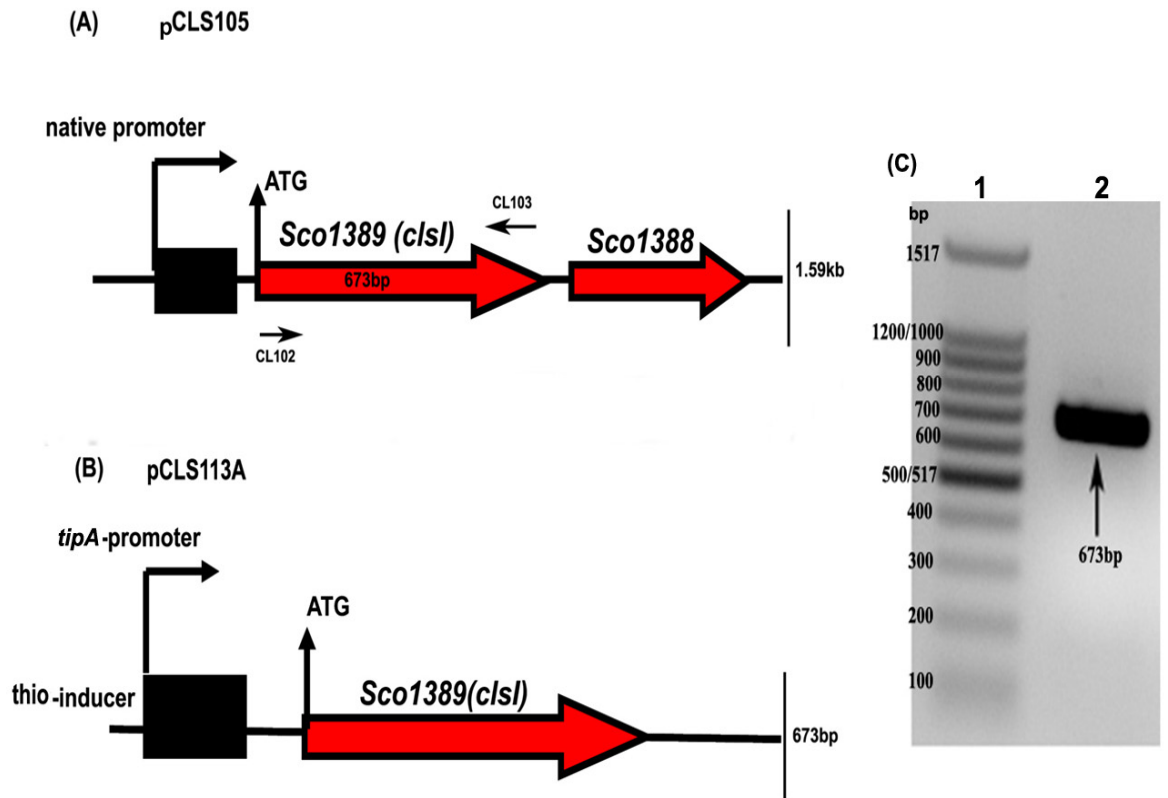 (A) pCLS105
native promoter
ATG
CL103
Sco1389 (clsI)
Sco1388
673bp
1.59kb
CL102
(B) pCLS113A
tipA-promoter
ATG
thio-inducer
Sco1389(clsI)
673bp
(C)
1 2
bp
1517
1200/1000
900
800
700
600
500/517
400
300
200
100
673bp